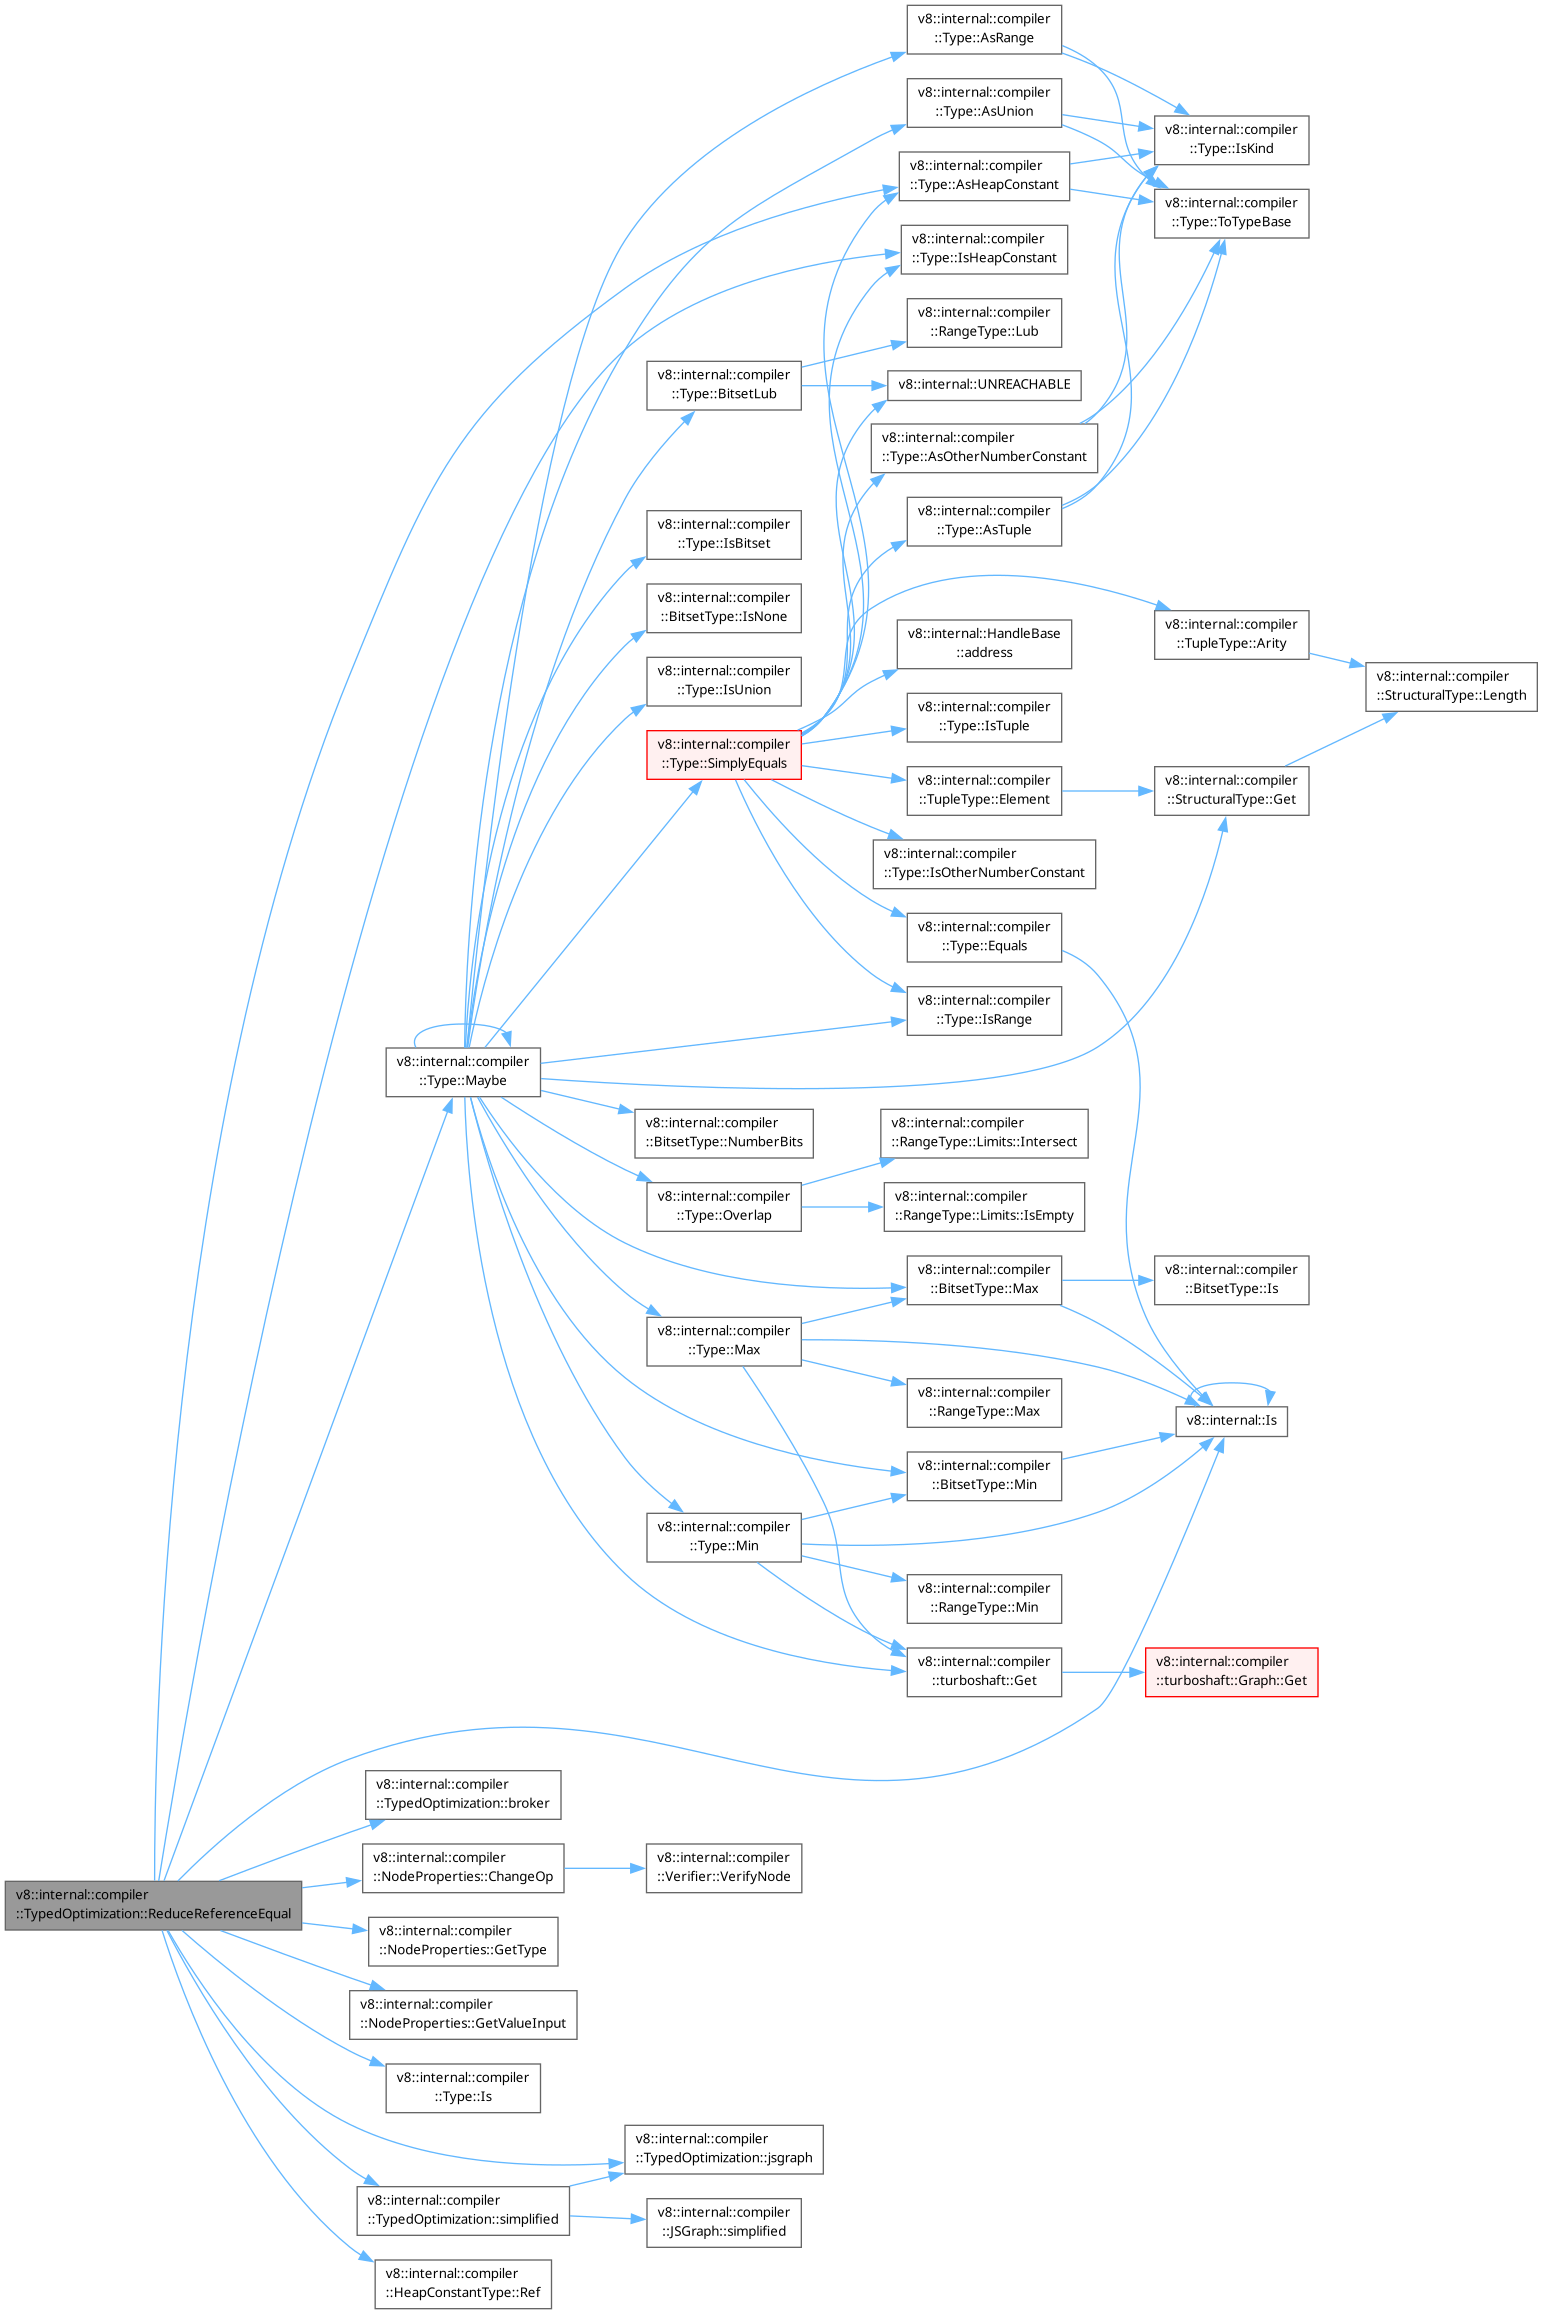 v8::internal::compiler
::Type::AsRange
v8::internal::compiler
::Type::AsUnion
v8::internal::compiler
::Type::IsKind
v8::internal::compiler
::Type::AsHeapConstant
v8::internal::compiler
::Type::ToTypeBase
v8::internal::compiler
::Type::IsHeapConstant
v8::internal::compiler
::RangeType::Lub
v8::internal::compiler
::Type::BitsetLub
v8::internal::UNREACHABLE
v8::internal::compiler
::Type::AsOtherNumberConstant
v8::internal::compiler
::Type::IsBitset
v8::internal::compiler
::Type::AsTuple
v8::internal::compiler
::BitsetType::IsNone
v8::internal::compiler
::TupleType::Arity
v8::internal::HandleBase
::address
v8::internal::compiler
::Type::IsUnion
v8::internal::compiler
::StructuralType::Length
v8::internal::compiler
::Type::IsTuple
v8::internal::compiler
::Type::SimplyEquals
v8::internal::compiler
::TupleType::Element
v8::internal::compiler
::StructuralType::Get
v8::internal::compiler
::Type::IsOtherNumberConstant
v8::internal::compiler
::Type::Equals
v8::internal::compiler
::Type::IsRange
v8::internal::compiler
::Type::Maybe
v8::internal::compiler
::BitsetType::NumberBits
v8::internal::compiler
::RangeType::Limits::Intersect
v8::internal::compiler
::Type::Overlap
v8::internal::compiler
::RangeType::Limits::IsEmpty
v8::internal::compiler
::BitsetType::Max
v8::internal::compiler
::BitsetType::Is
v8::internal::compiler
::Type::Max
v8::internal::compiler
::RangeType::Max
v8::internal::Is
v8::internal::compiler
::BitsetType::Min
v8::internal::compiler
::Type::Min
v8::internal::compiler
::RangeType::Min
v8::internal::compiler
::turboshaft::Get
v8::internal::compiler
::turboshaft::Graph::Get
v8::internal::compiler
::TypedOptimization::broker
v8::internal::compiler
::NodeProperties::ChangeOp
v8::internal::compiler
::Verifier::VerifyNode
v8::internal::compiler
::TypedOptimization::ReduceReferenceEqual
v8::internal::compiler
::NodeProperties::GetType
v8::internal::compiler
::NodeProperties::GetValueInput
v8::internal::compiler
::Type::Is
v8::internal::compiler
::TypedOptimization::jsgraph
v8::internal::compiler
::TypedOptimization::simplified
v8::internal::compiler
::JSGraph::simplified
v8::internal::compiler
::HeapConstantType::Ref